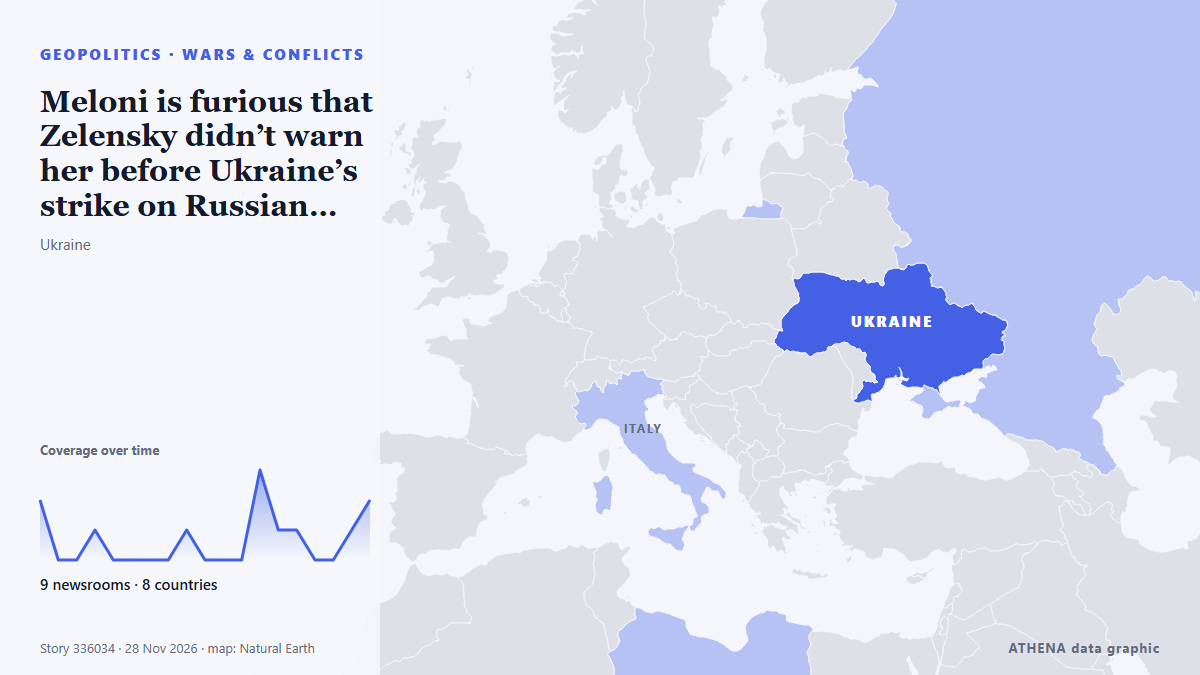 GEOPOLITICS · WARS & CONFLICTS
Meloni is furious that
Zelensky didn’t warn
her before Ukraine’s
strike on Russian…
Ukraine
UKRAINE
ITALY
Coverage over time
9 newsrooms · 8 countries
Story 336034 · 28 Nov 2026 · map: Natural Earth
ATHENA data graphic